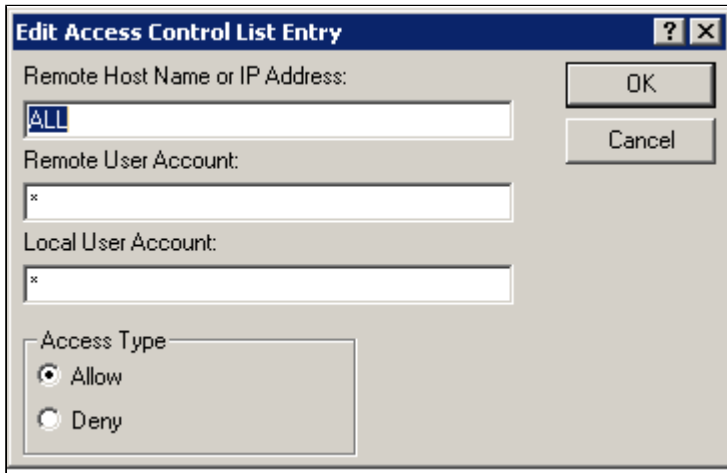 Edit Access Control List Entry
Remote Host Name or IP Address:
OK
ALL
Cancel
Remote User Account:
*
Local User Account:
*
Access Type
Allow
Deny